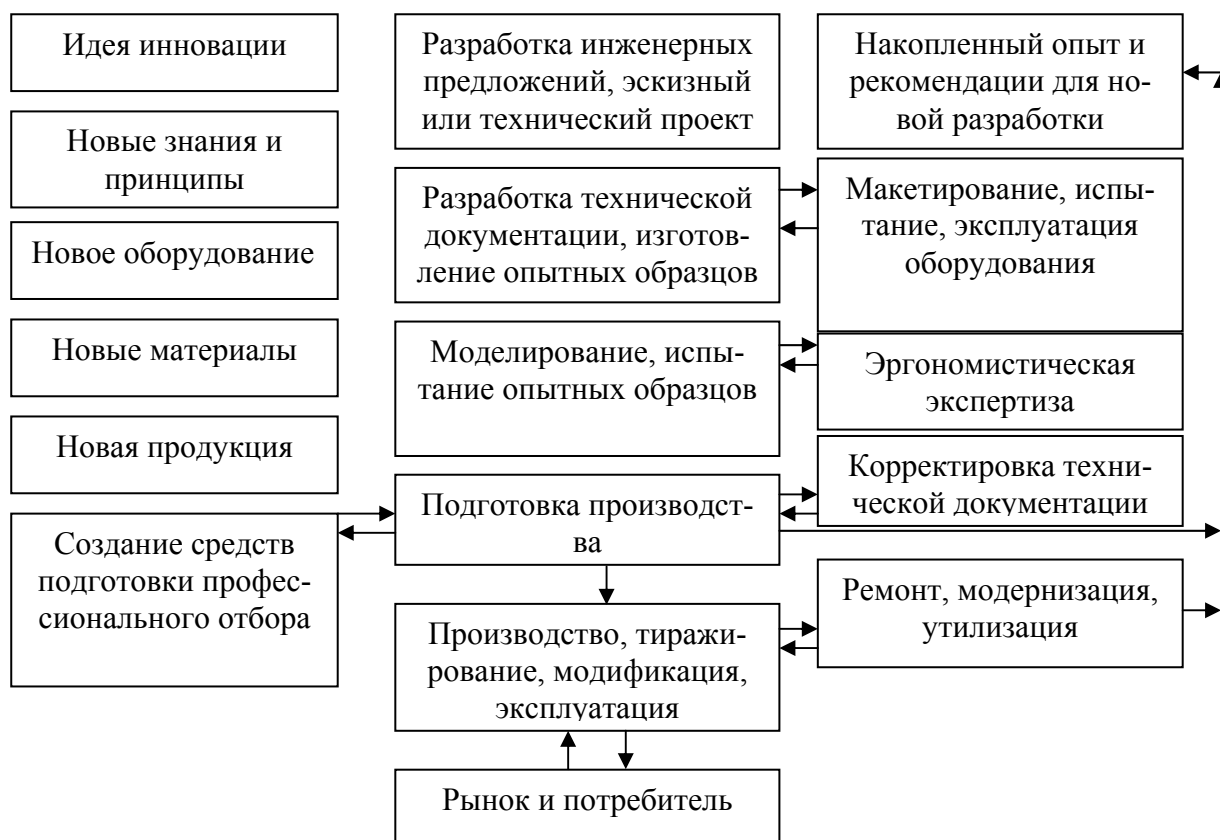 Идея инновации
Новые знания и
принципы
Новое оборудование
Новые материалы
Новая продукция
Создание средств
подготовки профес-
сионального отбора
Разработка инженерных
предложений, эскизный
или технический проект
Разработка технической
документации, изготов-
ление опытных образцов
Моделирование, испы-
тание опытных образцов
Подготовка производст-
ва
Производство, тиражи-
рование, модификация,
эксплуатация
Рынок и потребитель
Накопленный опыт и
рекомендации для но-
вой разработки
Макетирование, испы-
тание, эксплуатация
оборудования
Эргономистическая
экспертиза
Корректировка техни-
ческой документации
Ремонт, модернизация,
утилизация